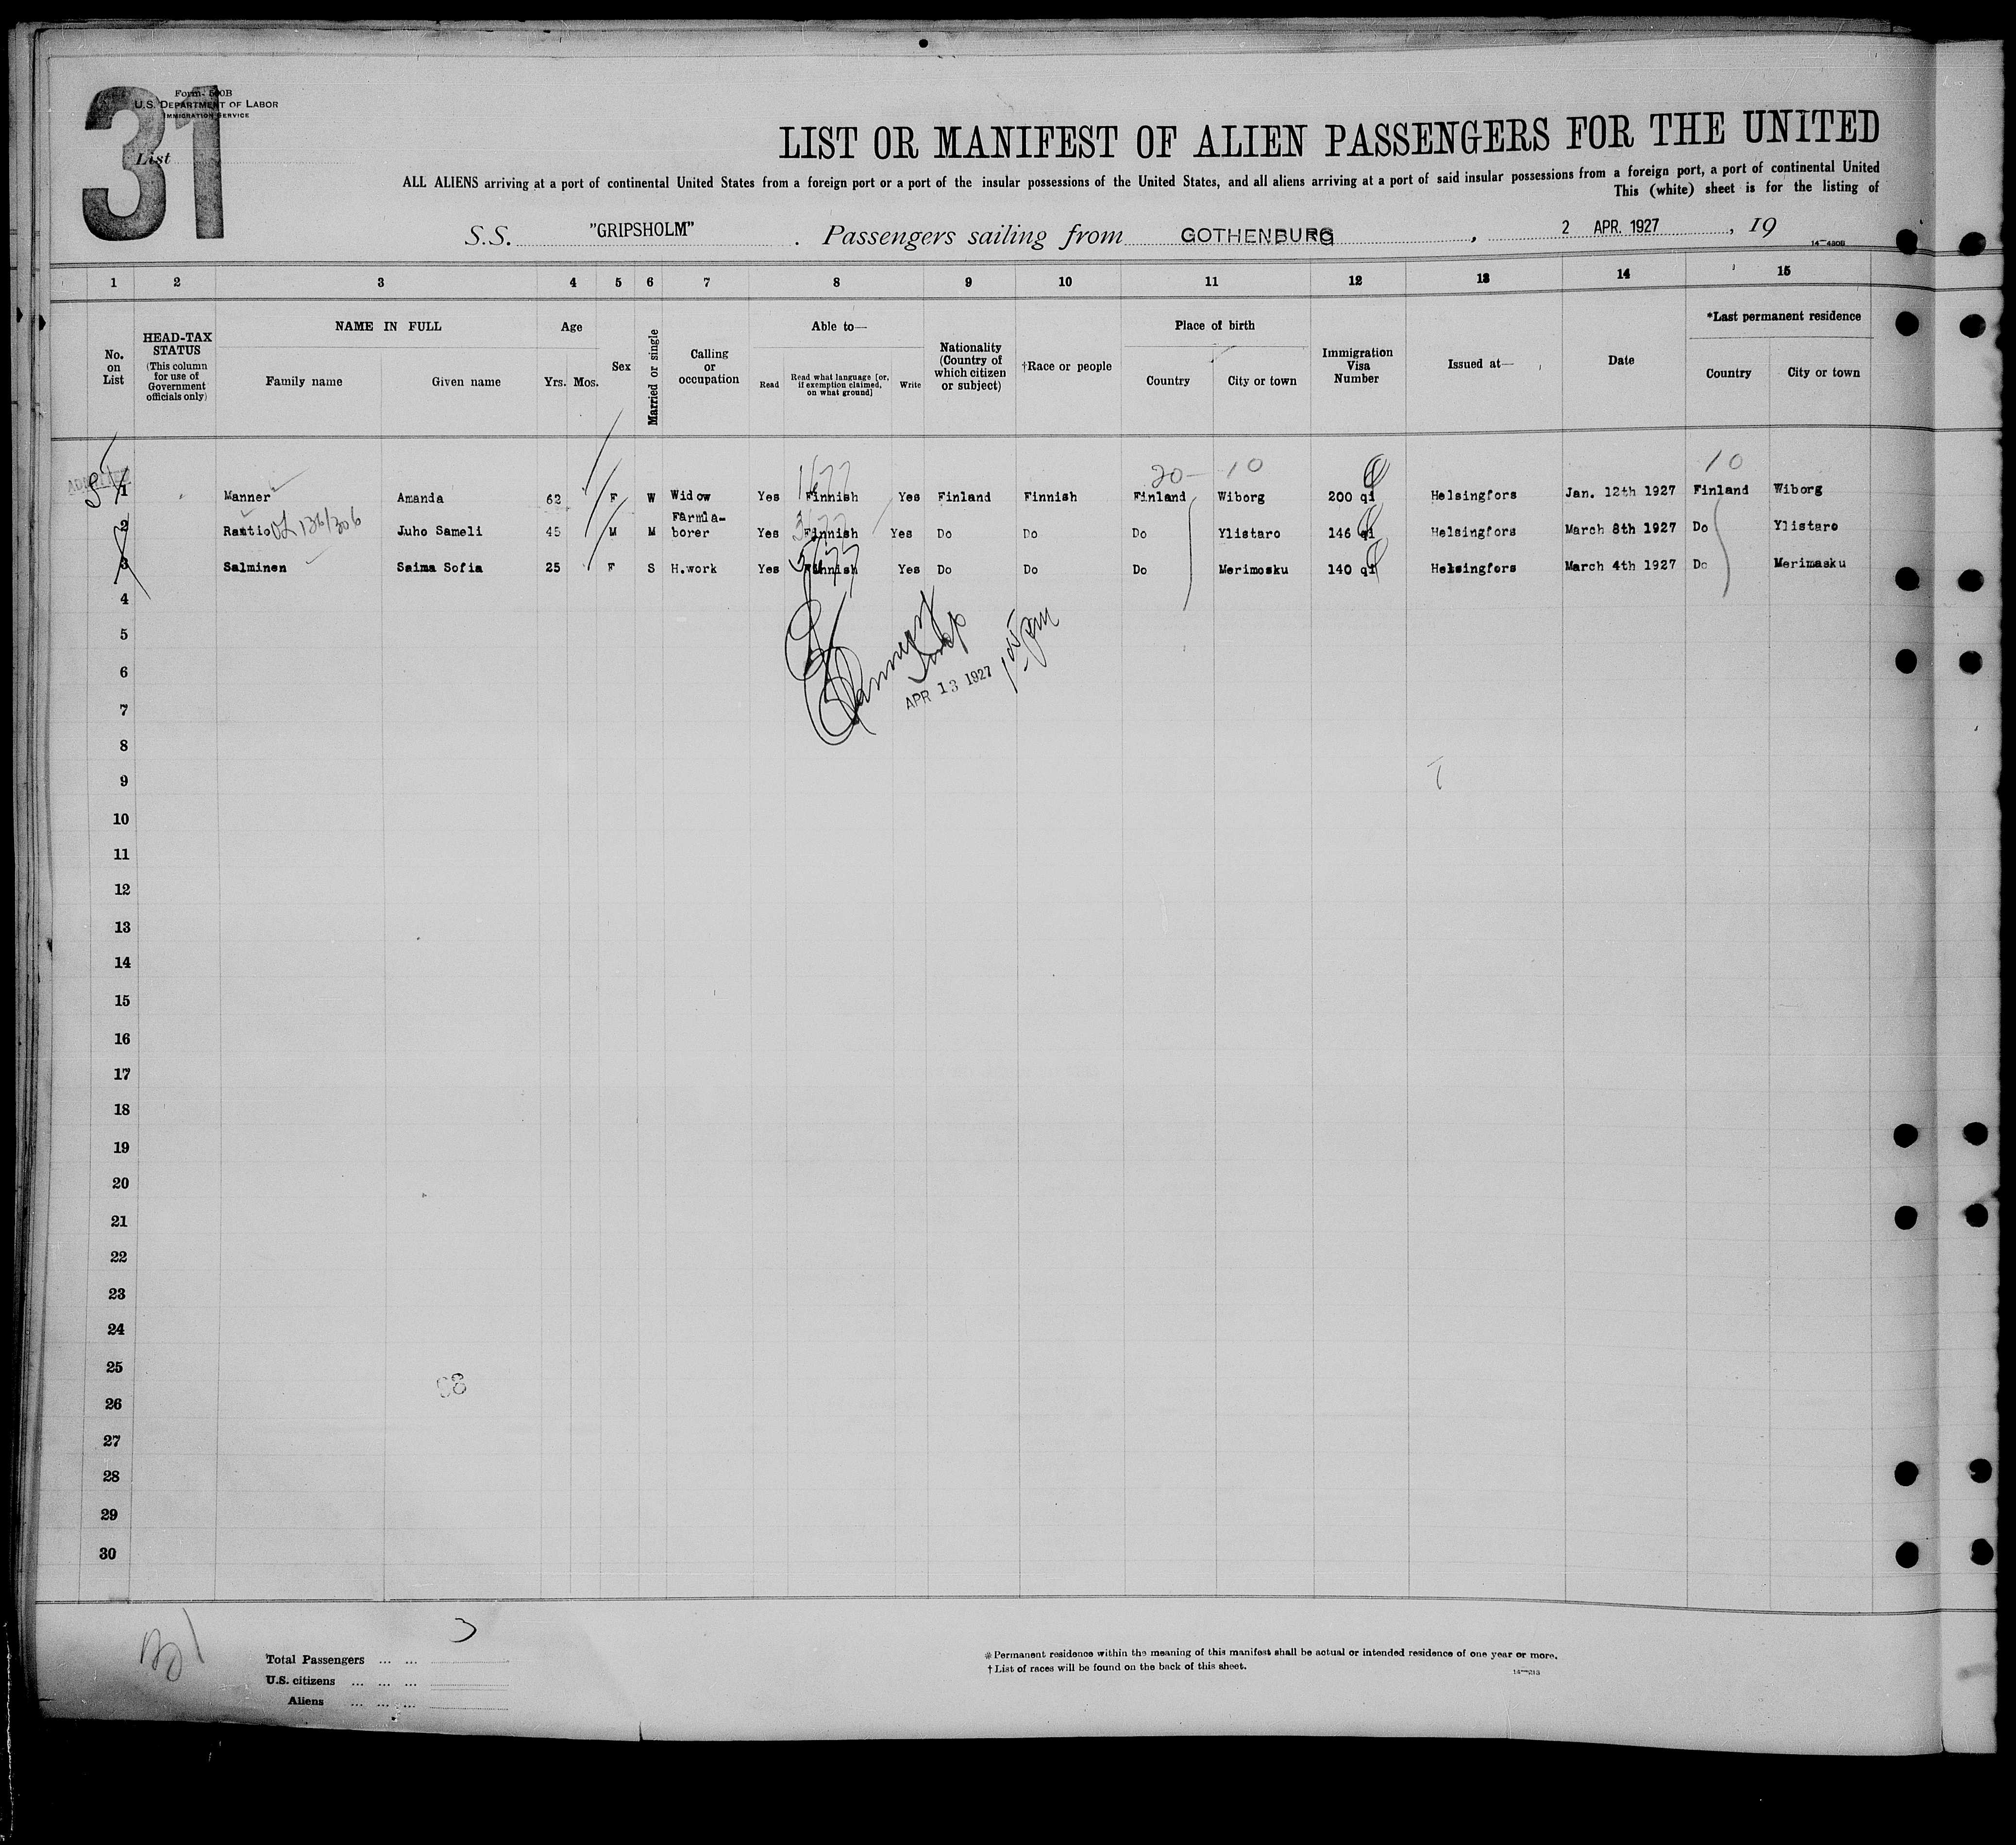 31
Form 500B
U.S. DEPARTMENT OF LABOR
IMMIGRATION SERVICE
List
LIST OR MANIFEST OF ALIEN PASSENGERS FOR THE UNITED
ALL ALIENS arriving at a port of continental United States from a foreign port or a port of the insular possessions of the United States, and all aliens arriving at a port of said insular possessions from a foreign port, a port of continental United
This (white) sheet is for the listing of
S.S. "GRIPSHOLM" . Passengers sailing from GOTHENBURG , 2 APR. 1927 , 19
1 2 3 4 5 6 7 8 9 10 11 12 13 14 15
No. on List
HEAD-TAX STATUS
(This column for use of Government officials only)
NAME IN FULL
Family name Given name
Age
Yrs. Mos.
Sex
Married or single
Calling or occupation
Able to—
Read
Read what language [or, if exemption claimed, on what ground]
Write
Nationality (Country of which citizen or subject)
†Race or people
Place of birth
Country City or town
Immigration Visa Number
Issued at—
Date
*Last permanent residence
Country City or town
20- 10 10
1 Manner Amanda 62 F W Widow Yes Finnish Yes Finland Finnish Finland Wiborg 200 qi Helsingfors Jan. 12th 1927 Finland Wiborg
2 Rantio 136/306 Juho Sameli 45 M M Farmla-
borer Yes Finnish Yes Do Do Do Ylistaro 146 qi Helsingfors March 8th 1927 Do Ylistaro
3 Salminen Saima Sofia 25 F S H.work Yes Finnish Yes Do Do Do Merimosku 140 qi Helsingfors March 4th 1927 Do Merimasku
4
5
6
APR 13 1927
7
8
9
10
11
12
13
14
15
16
17
18
19
20
21
22
23
24
25
26
27
28
29
30
3
Total Passengers ... ...
U.S. citizens ... ... ...
Aliens ... ... ...
* Permanent residence within the meaning of this manifest shall be actual or intended residence of one year or more.
† List of races will be found on the back of this sheet.